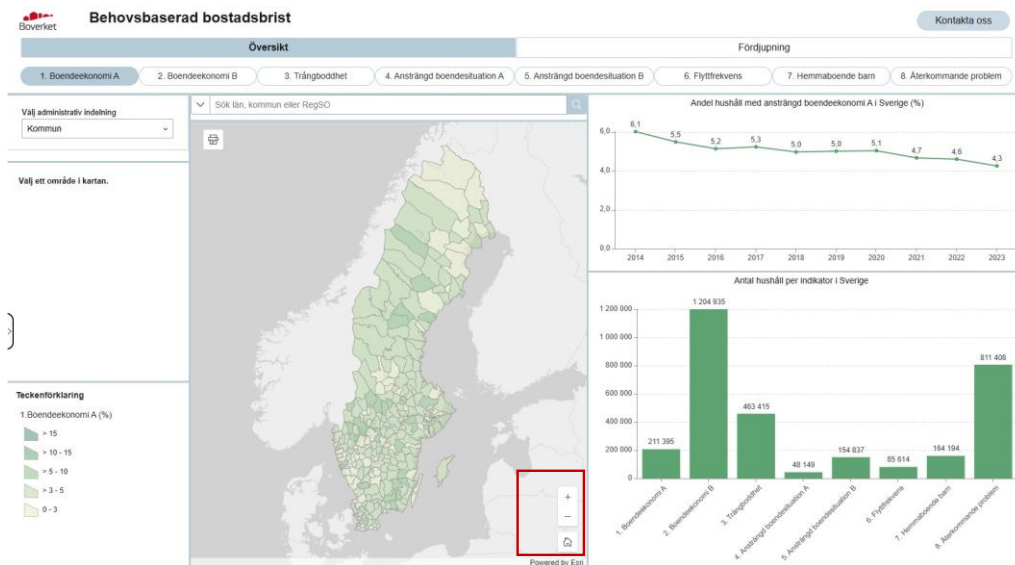 Boverket
Behovsbaserad bostadsbrist
Kontakta oss
Översikt
Fördjupning
1. Boendeekonomi A
2. Boendeekonomi B
3. Trångboddhet
4. Ansträngd boendesituation A
5. Ansträngd boendesituation B
6. Flyttfrekvens
7. Hemmaboende barn
8. Återkommande problem
Välj administrativ indelning
Kommun
Välj ett område i kartan.
Teckenförklaring
1.Boendeekonomi A (%)
> 15
> 10 - 15
> 5 - 10
> 3 - 5
0 - 3
Sök län, kommun eller RegSO
+
−
Powered by Esri
Andel hushåll med ansträngd boendeekonomi A i Sverige (%)
6,0
4,0
2,0
0,0
6,1
5,5
5,2
5,3
5,0
5,0
5,1
4,7
4,6
4,3
2014
2015
2016
2017
2018
2019
2020
2021
2022
2023
Antal hushåll per indikator i Sverige
1 200 000
1 000 000
800 000
600 000
400 000
200 000
0
211 395
1 204 935
463 415
48 149
154 837
85 614
164 194
811 408
1. Boendeekonomi A
2. Boendeekonomi B
3. Trångboddhet
4. Ansträngd boendesituation A
5. Ansträngd boendesituation B
6. Flyttfrekvens
7. Hemmaboende barn
8. Återkommande problem